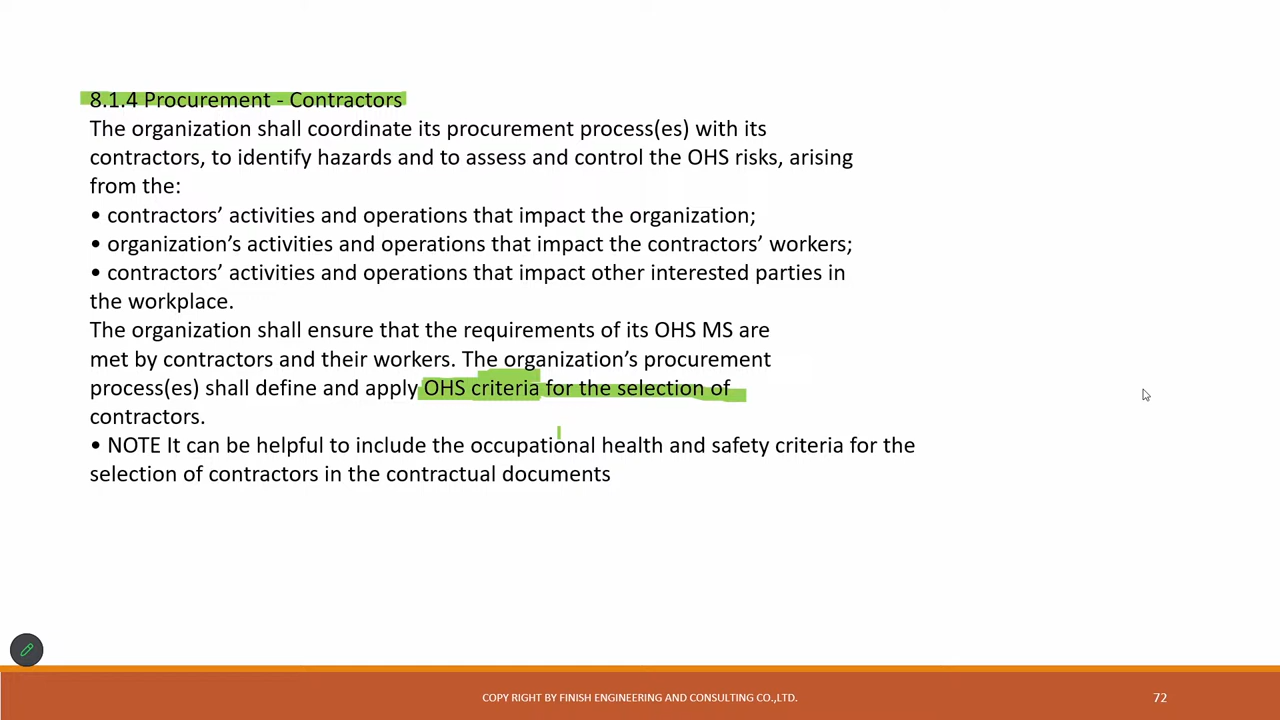 8.1.4 Procurement - Contractors
The organization shall coordinate its procurement process(es) with its
contractors, to identify hazards and to assess and control the OHS risks, arising
from the:
• contractors’ activities and operations that impact the organization;
• organization’s activities and operations that impact the contractors’ workers;
• contractors’ activities and operations that impact other interested parties in
the workplace.
The organization shall ensure that the requirements of its OHS MS are
met by contractors and their workers. The organization’s procurement
process(es) shall define and apply OHS criteria for the selection of
contractors.
• NOTE It can be helpful to include the occupational health and safety criteria for the
selection of contractors in the contractual documents
COPY RIGHT BY FINISH ENGINEERING AND CONSULTING CO.,LTD.
72